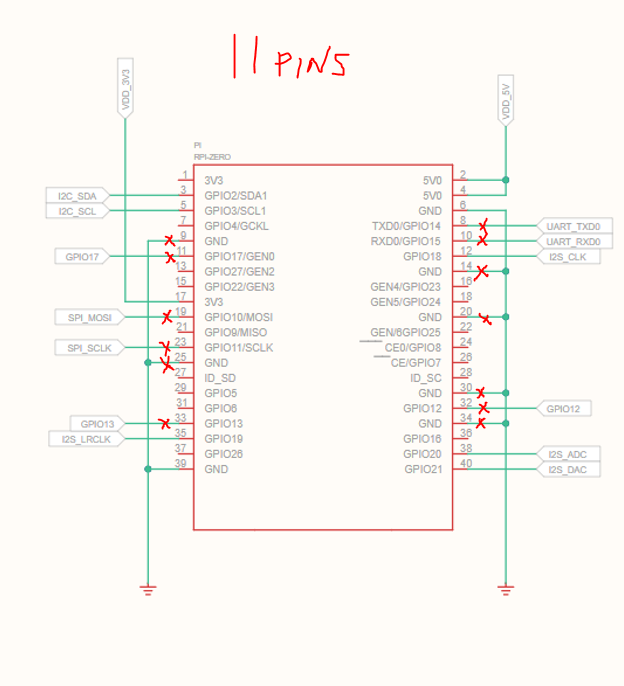 11 PINS
VDD_3V3
VDD_5V
PI
RPI-ZERO
1 3V3 5V0 2
I2C_SDA 3 GPIO2/SDA1 5V0 4
I2C_SCL 5 GPIO3/SCL1 GND 6
7 GPIO4/GCKL TXD0/GPIO14 8 UART_TXD0
9 GND RXD0/GPIO15 10 UART_RXD0
GPIO17 11 GPIO17/GEN0 GPIO18 12 I2S_CLK
13 GPIO27/GEN2 GND 14
15 GPIO22/GEN3 GEN4/GPIO23 16
17 3V3 GEN5/GPIO24 18
SPI_MOSI 19 GPIO10/MOSI GND 20
21 GPIO9/MISO GEN/6GPIO25 22
SPI_SCLK 23 GPIO11/SCLK CE0/GPIO8 24
25 GND CE/GPIO7 26
27 ID_SD ID_SC 28
29 GPIO5 GND 30
31 GPIO6 GPIO12 32 GPIO12
GPIO13 33 GPIO13 GND 34
I2S_LRCLK 35 GPIO19 GPIO16 36
37 GPIO26 GPIO20 38 I2S_ADC
39 GND GPIO21 40 I2S_DAC